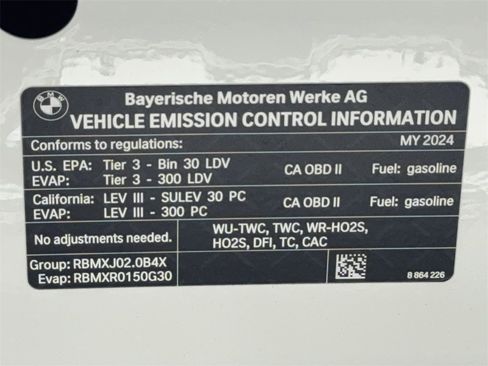 BMW
Bayerische Motoren Werke AG
VEHICLE EMISSION CONTROL INFORMATION
Conforms to regulations: MY 2024
U.S. EPA: Tier 3 - Bin 30 LDV CA OBD II Fuel: gasoline
EVAP: Tier 3 - 300 LDV
California: LEV III - SULEV 30 PC CA OBD II Fuel: gasoline
EVAP: LEV III - 300 PC
No adjustments needed. WU-TWC, TWC, WR-HO2S,
HO2S, DFI, TC, CAC
Group: RBMXJ02.0B4X
Evap: RBMXR0150G30 8 864 226